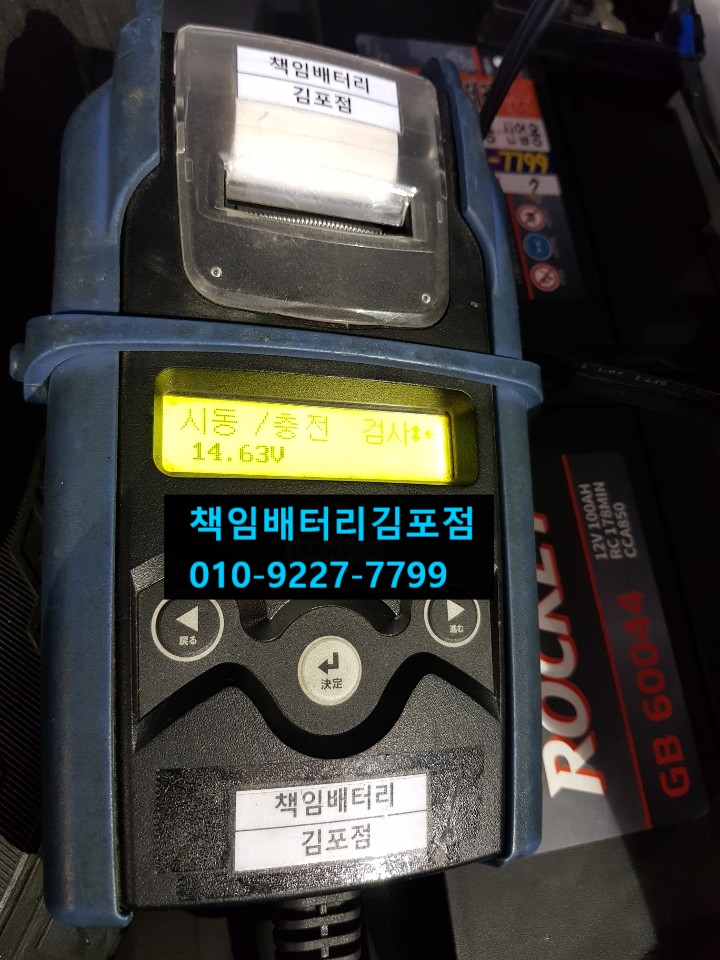 책임배터리
김포점
-7799
시동 /충전 검사
14.63V
책임배터리김포점
010-9227-7799
戻る
進む
決定
책임배터리
김포점
ROCKET
GB 60044
12V 100AH
RC 178MIN
CCA850